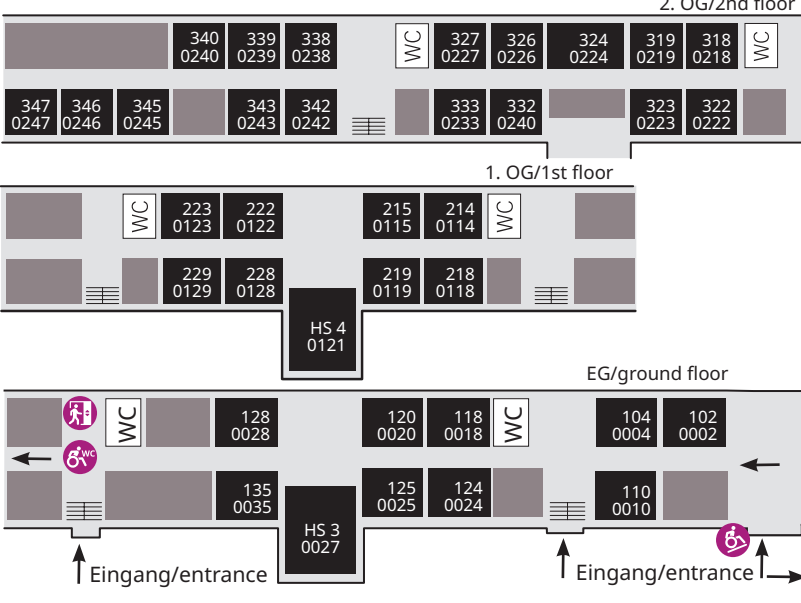 2. OG/2nd floor
340 339 338 WC 327 326 324 319 318 WC
0240 0239 0238 0227 0226 0224 0219 0218
347 346 345 343 342 333 332 323 322
0247 0246 0245 0243 0242 0233 0240 0223 0222
1. OG/1st floor
WC 223 222 215 214 WC
0123 0122 0115 0114
229 228 219 218
0129 0128 0119 0118
HS 4
0121
EG/ground floor
WC 128 120 118 WC 104 102
0028 0020 0018 0004 0002
WC
135 125 124 110
0035 0025 0024 0010
HS 3
0027
Eingang/entrance Eingang/entrance